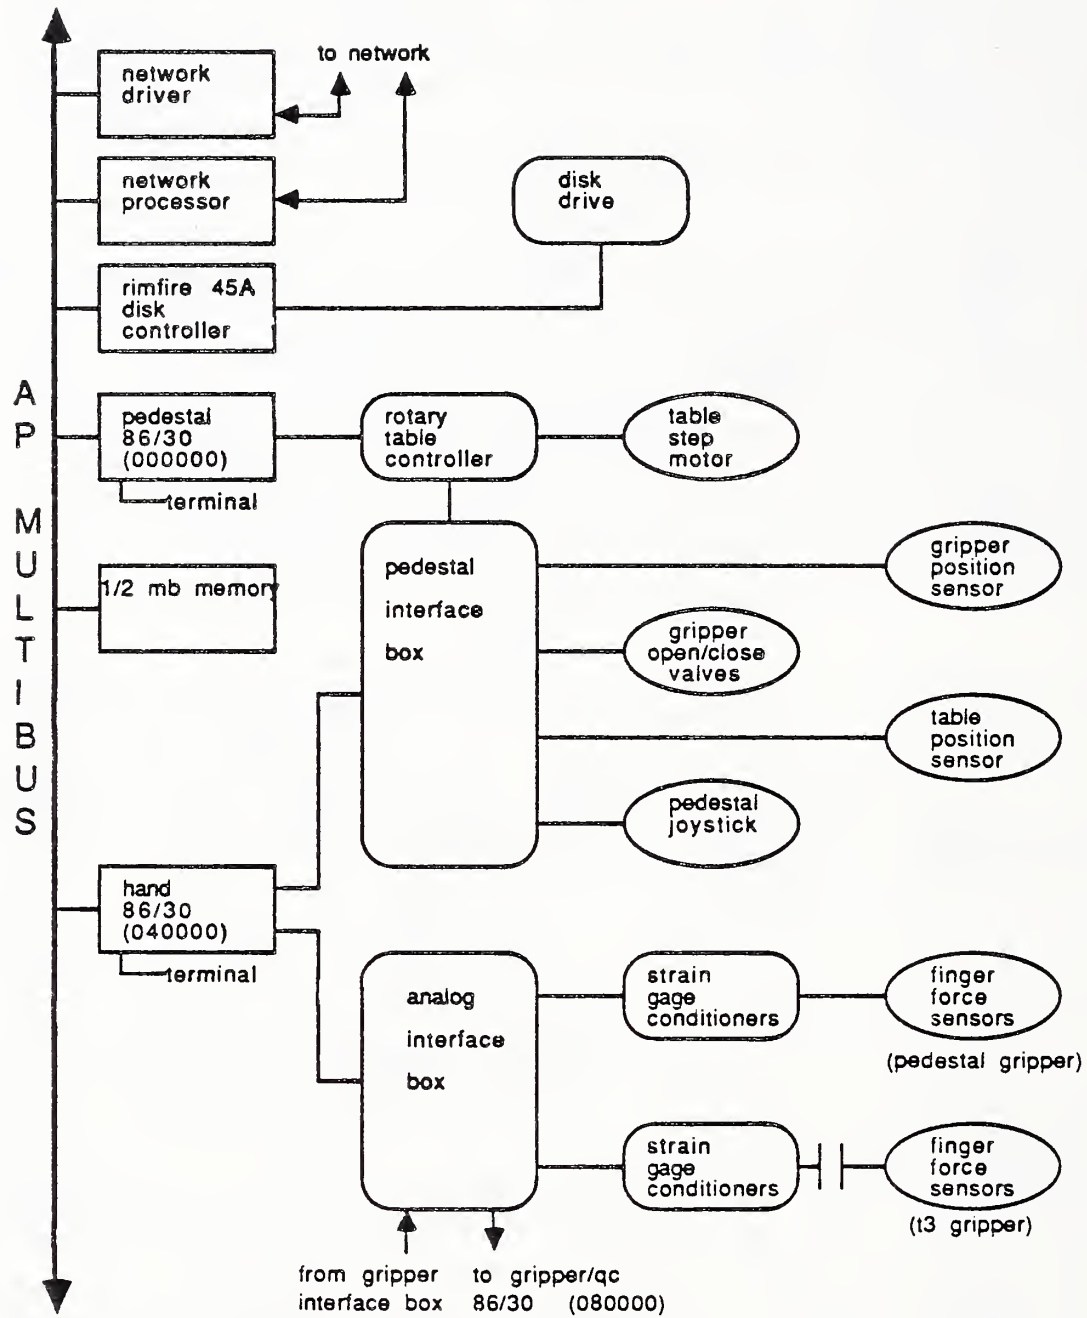 to network
network
driver
network
processor
disk
drive
rimfire 45A
disk
controller
AP MULTIBUS
pedestal
86/30
(000000)
terminal
rotary
table
controller
table
step
motor
1/2 mb memory
pedestal
interface
box
gripper
position
sensor
gripper
open/close
valves
table
position
sensor
pedestal
joystick
hand
86/30
(040000)
terminal
analog
interface
box
strain
gage
conditioners
finger
force
sensors
(pedestal gripper)
strain
gage
conditioners
finger
force
sensors
(t3 gripper)
from gripper
interface box
to gripper/qc
86/30 (080000)